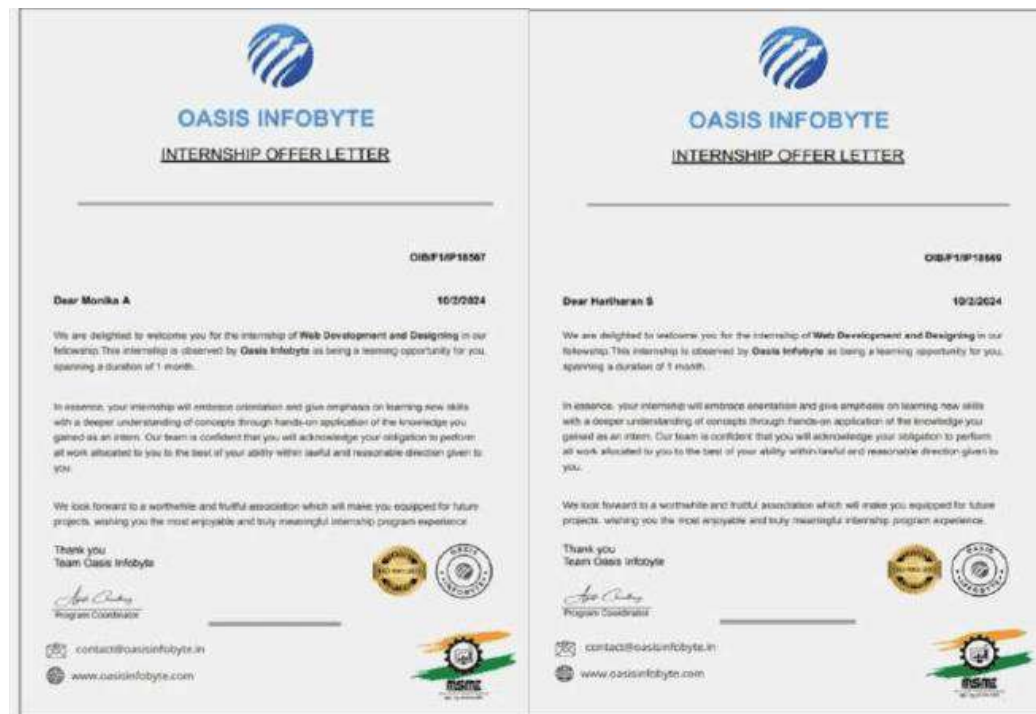 OASIS INFOBYTE
INTERNSHIP OFFER LETTER
OIB/F1/IP18567
Dear Monika A 10/2/2024
We are delighted to welcome you for the internship of Web Development and Designing in our
fellowship. This internship is observed by Oasis Infobyte as being a learning opportunity for you,
spanning a duration of 1 month.
In essence, your internship will embrace orientation and give emphasis on learning new skills
with a deeper understanding of concepts through hands-on application of the knowledge you
gained as an intern. Our team is confident that you will acknowledge your obligation to perform
all work allocated to you to the best of your ability within lawful and reasonable direction given to
you.
We look forward to a worthwhile and fruitful association which will make you equipped for future
projects, wishing you the most enjoyable and truly meaningful internship program experience
Thank you
Team Oasis Infobyte
OASIS
INFOBYTE
Program Coordinator
contact@oasisinfobyte.in
www.oasisinfobyte.com
MSME
OASIS INFOBYTE
INTERNSHIP OFFER LETTER
OIB/F1/IP18569
Dear Hariharan S 10/2/2024
We are delighted to welcome you for the internship of Web Development and Designing in our
fellowship. This internship is observed by Oasis Infobyte as being a learning opportunity for you,
spanning a duration of 1 month.
In essence, your internship will embrace orientation and give emphasis on learning new skills
with a deeper understanding of concepts through hands-on application of the knowledge you
gained as an intern. Our team is confident that you will acknowledge your obligation to perform
all work allocated to you to the best of your ability within lawful and reasonable direction given to
you.
We look forward to a worthwhile and fruitful association which will make you equipped for future
projects, wishing you the most enjoyable and truly meaningful internship program experience.
Thank you
Team Oasis Infobyte
OASIS
INFOBYTE
Program Coordinator
contact@oasisinfobyte.in
www.oasisinfobyte.com
MSME